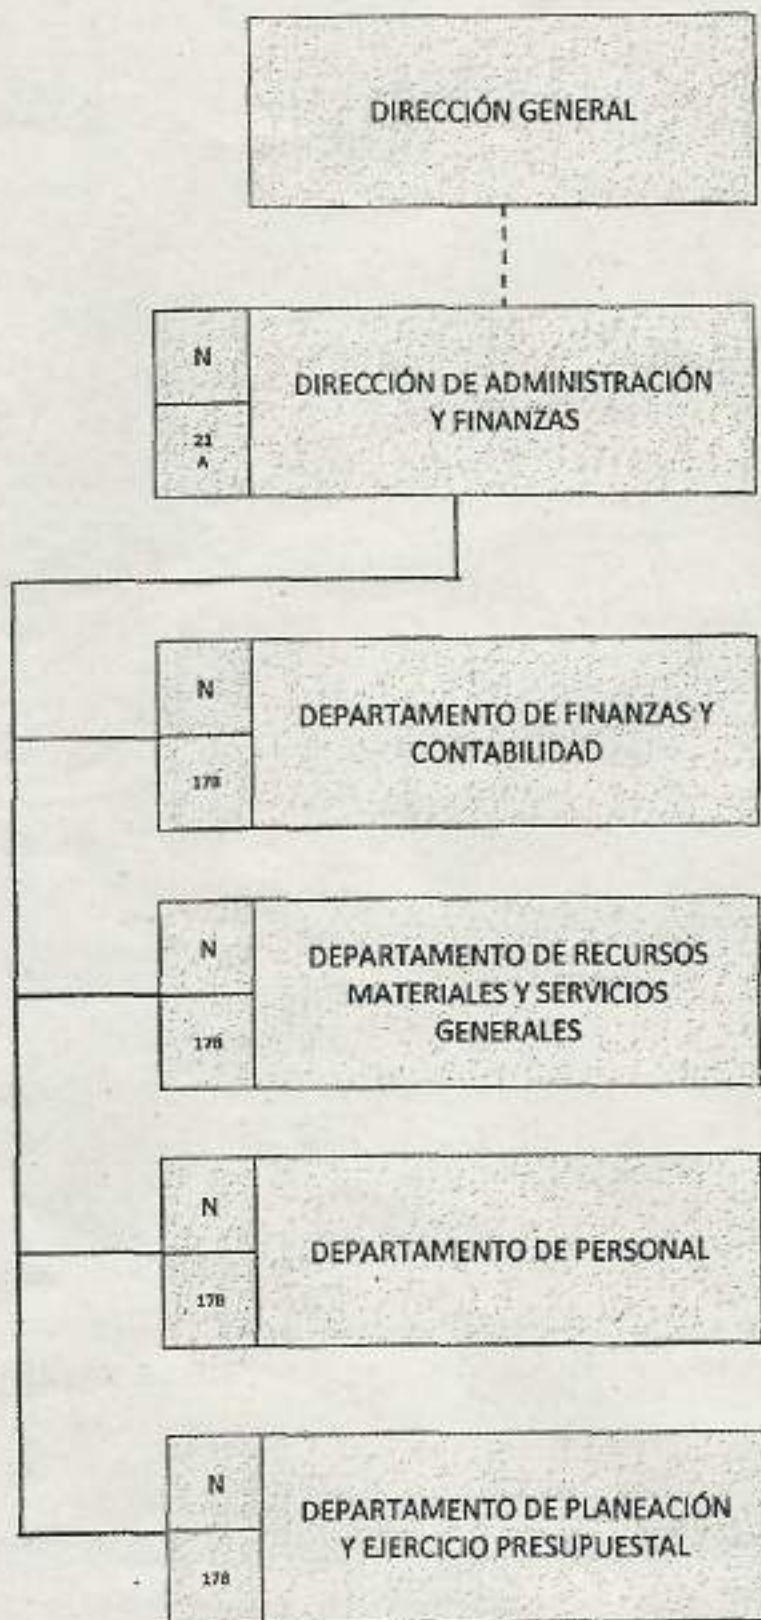 DIRECCIÓN GENERAL
N
21
A
DIRECCIÓN DE ADMINISTRACIÓN
Y FINANZAS
N
17B
DEPARTAMENTO DE FINANZAS Y
CONTABILIDAD
N
17B
DEPARTAMENTO DE RECURSOS
MATERIALES Y SERVICIOS
GENERALES
N
17B
DEPARTAMENTO DE PERSONAL
N
17B
DEPARTAMENTO DE PLANEACIÓN
Y EJERCICIO PRESUPUESTAL